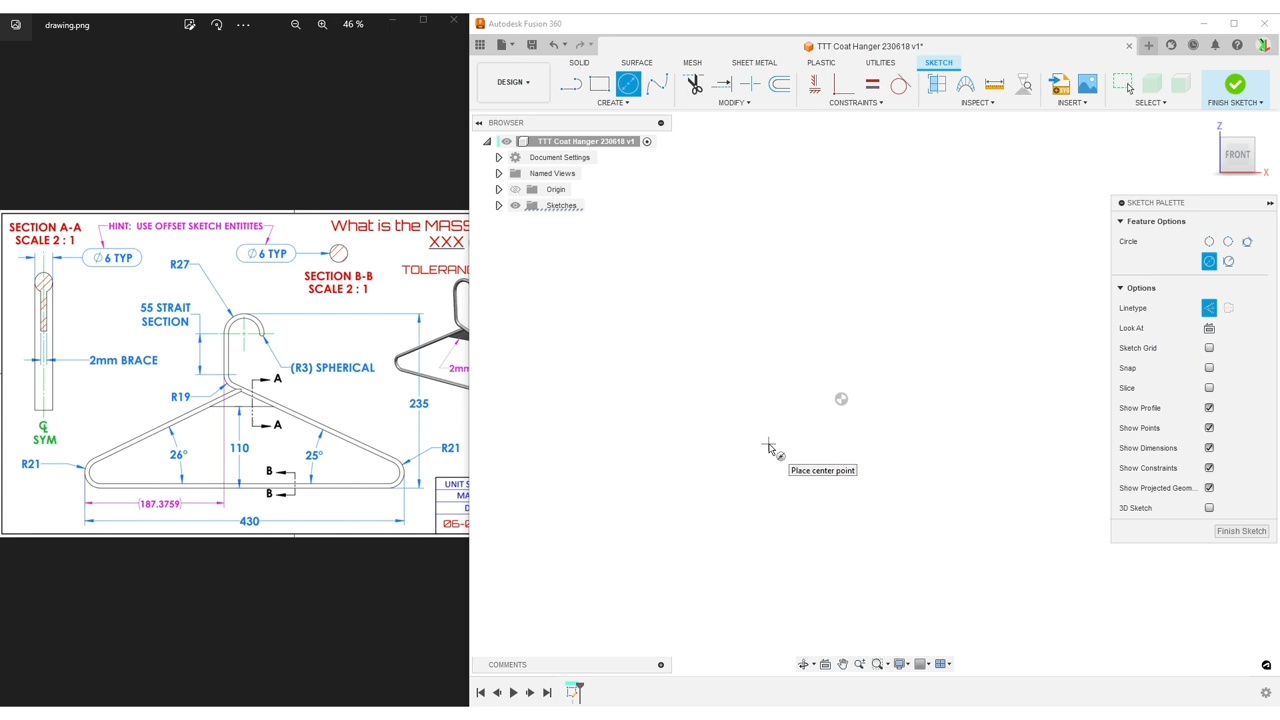 drawing.png
46 %
SECTION A-A
SCALE 2 : 1
HINT: USE OFFSET SKETCH ENTITITES
What is the MASS
XXX
∅ 6 TYP
∅ 6 TYP
R27
SECTION B-B
SCALE 2 : 1
TOLERANC
55 STRAIT
SECTION
2mm BRACE
(R3) SPHERICAL
2mm
A
R19
235
A
℄
SYM
R21
26°
110
25°
R21
B
B
(187.3759)
430
UNIT S
MA
D
06-0
Autodesk Fusion 360
TTT Coat Hanger 230618 v1*
DESIGN
SOLID
SURFACE
MESH
SHEET METAL
PLASTIC
UTILITIES
SKETCH
CREATE
MODIFY
CONSTRAINTS
INSPECT
INSERT
SELECT
FINISH SKETCH
BROWSER
TTT Coat Hanger 230618 v1
Document Settings
Named Views
Origin
Sketches
Z
FRONT
X
Place center point
SKETCH PALETTE
Feature Options
Circle
Options
Linetype
Look At
Sketch Grid
Snap
Slice
Show Profile
Show Points
Show Dimensions
Show Constraints
Show Projected Geom...
3D Sketch
Finish Sketch
COMMENTS